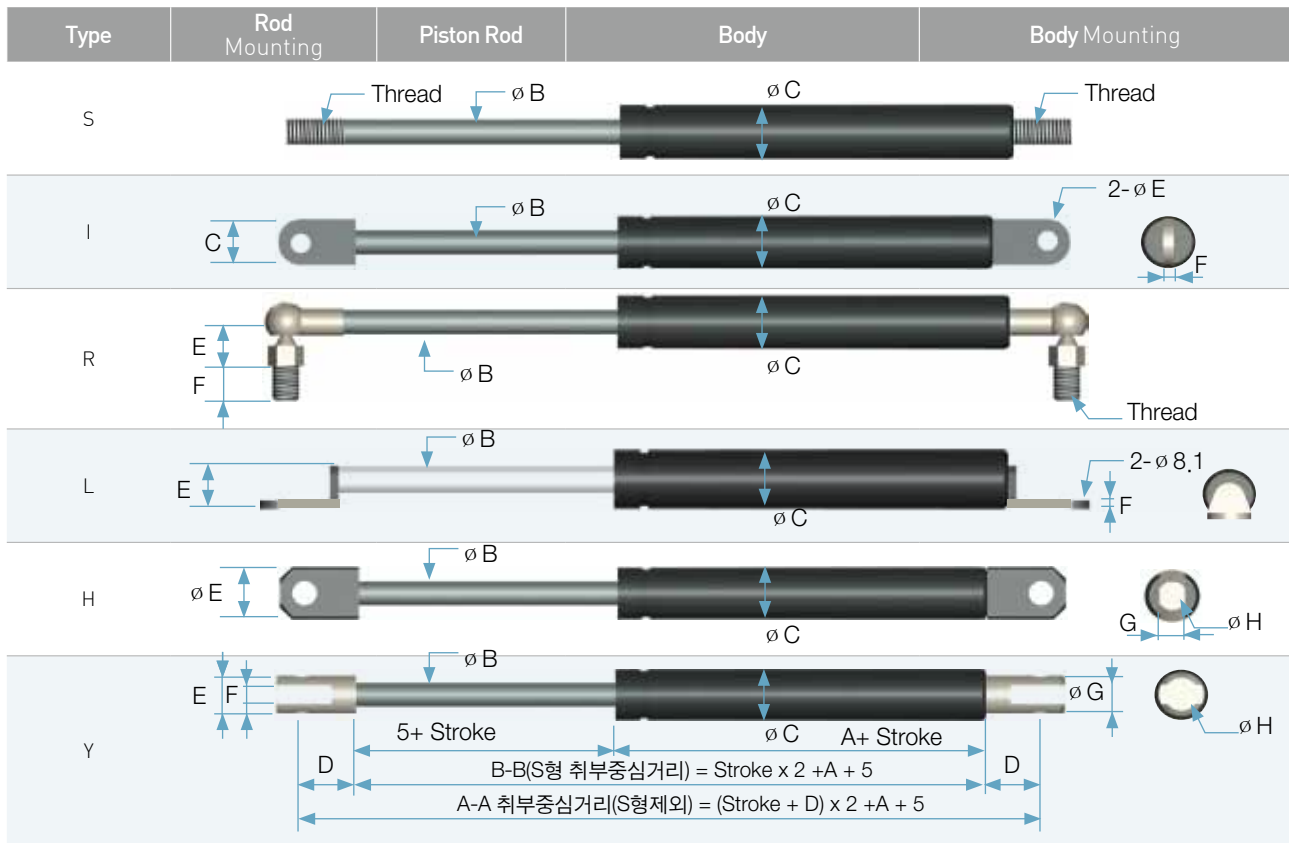 Type
Rod
Mounting
Piston Rod
Body
Body Mounting
S
Thread
ø B
ø C
Thread
I
C
ø B
ø C
2- ø E
F
R
E
F
ø B
ø C
Thread
L
E
ø B
ø C
2- ø 8.1
F
H
ø E
ø B
ø C
G
ø H
Y
E
F
ø B
ø C
ø G
ø H
5+ Stroke
A+ Stroke
D
B-B(S형 취부중심거리) = Stroke x 2 +A + 5
D
A-A 취부중심거리(S형제외) = (Stroke + D) x 2 +A + 5